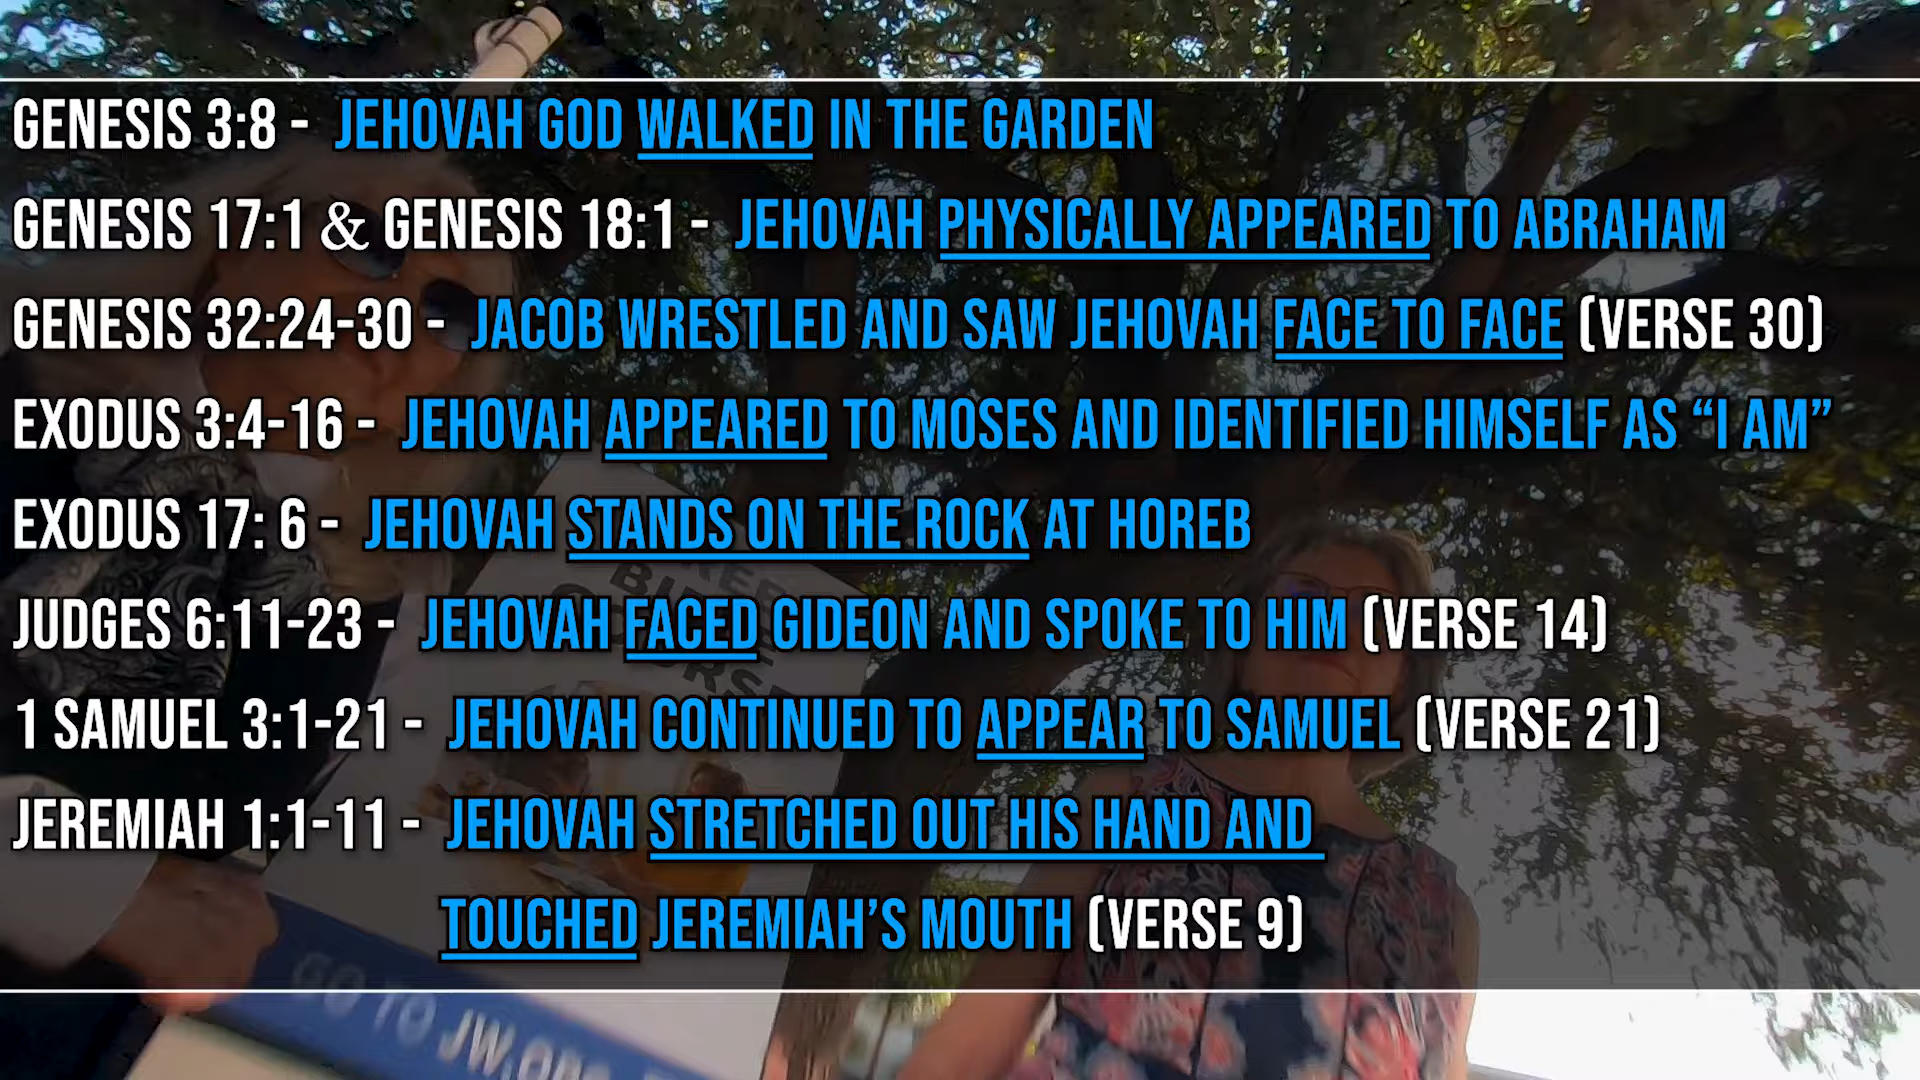 GENESIS 3:8 - JEHOVAH GOD WALKED IN THE GARDEN
GENESIS 17:1 & GENESIS 18:1 - JEHOVAH PHYSICALLY APPEARED TO ABRAHAM
GENESIS 32:24-30 - JACOB WRESTLED AND SAW JEHOVAH FACE TO FACE (VERSE 30)
EXODUS 3:4-16 - JEHOVAH APPEARED TO MOSES AND IDENTIFIED HIMSELF AS “I AM”
EXODUS 17: 6 - JEHOVAH STANDS ON THE ROCK AT HOREB
JUDGES 6:11-23 - JEHOVAH FACED GIDEON AND SPOKE TO HIM (VERSE 14)
1 SAMUEL 3:1-21 - JEHOVAH CONTINUED TO APPEAR TO SAMUEL (VERSE 21)
JEREMIAH 1:1-11 - JEHOVAH STRETCHED OUT HIS HAND AND
TOUCHED JEREMIAH’S MOUTH (VERSE 9)
GO TO